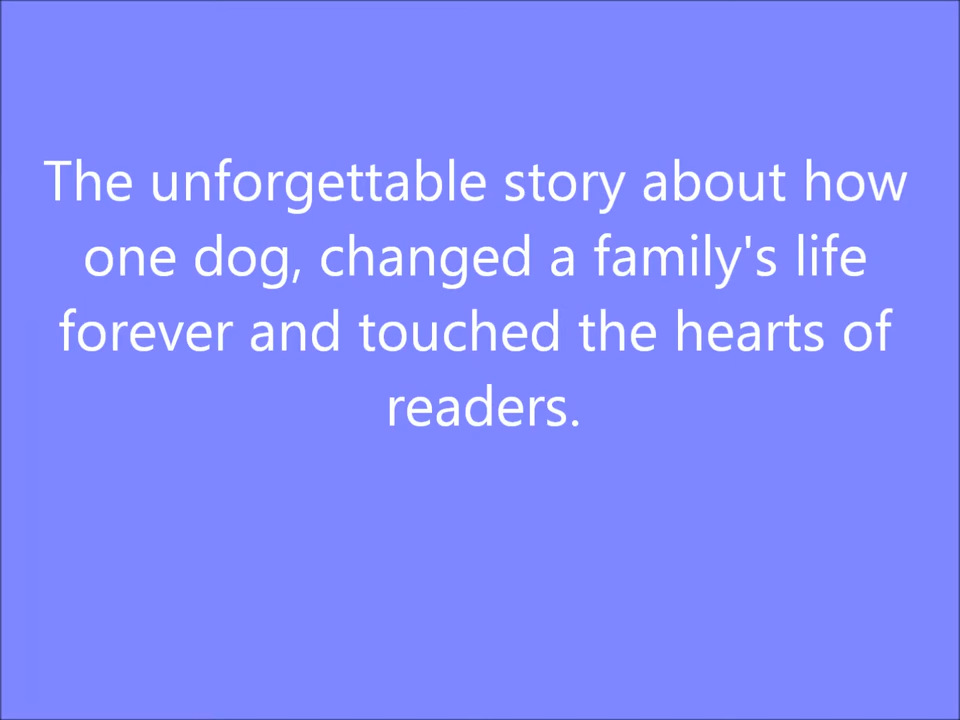 The unforgettable story about how
one dog, changed a family's life
forever and touched the hearts of
readers.